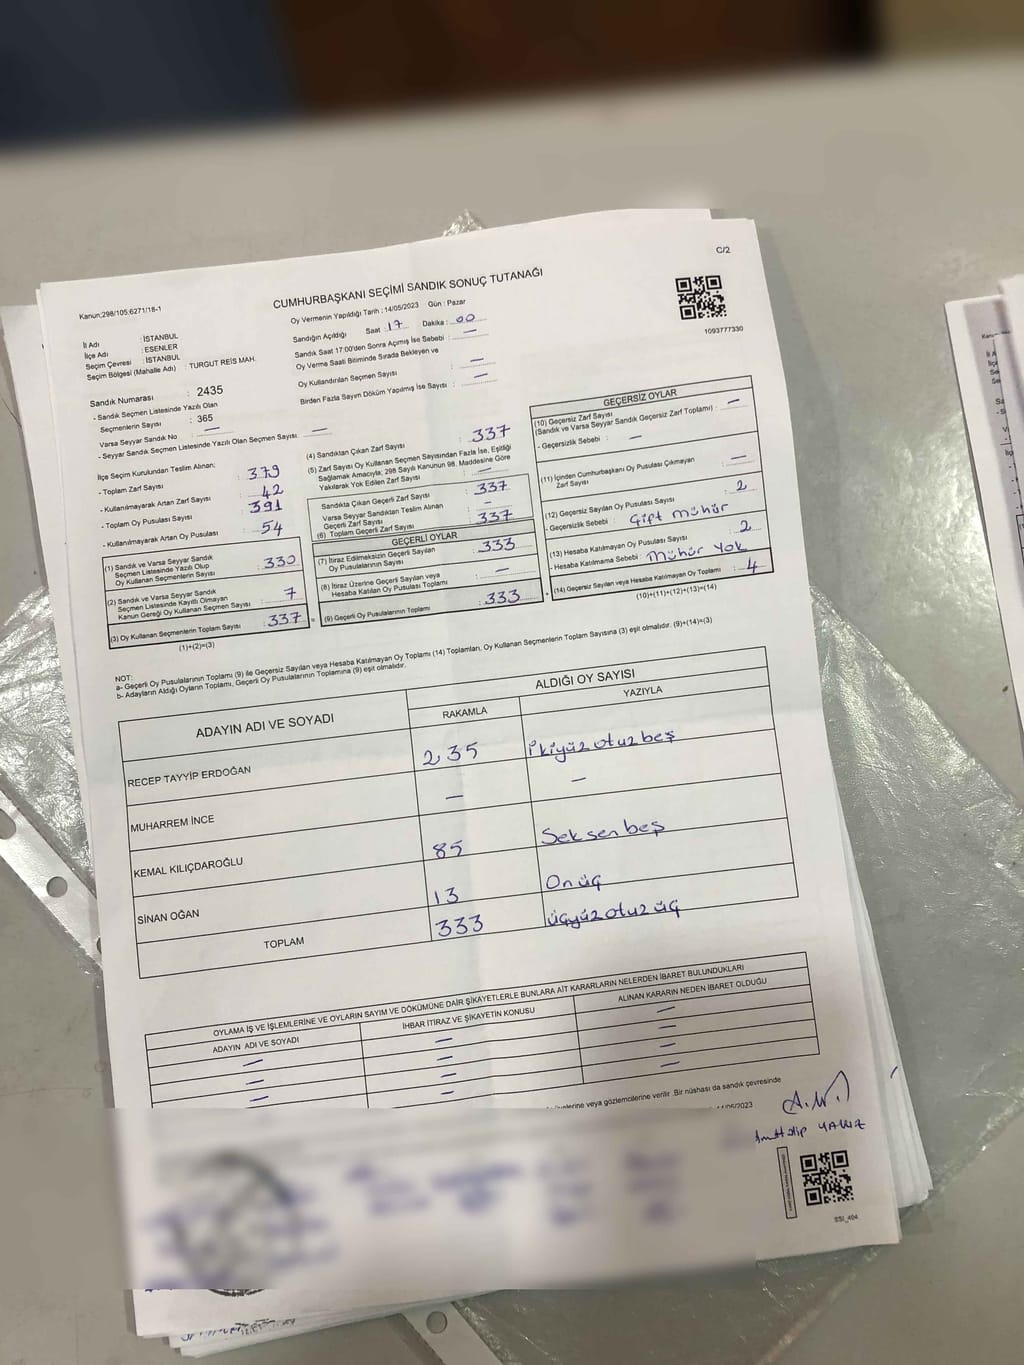 C/2
Kanun:298/105.6271/18-1
CUMHURBAŞKANI SEÇİMİ SANDIK SONUÇ TUTANAĞI
1093777330
İl Adı : İSTANBUL
İlçe Adı : ESENLER
Seçim Çevresi : İSTANBUL
Seçim Bölgesi (Mahalle Adı) : TURGUT REİS MAH.
Sandık Numarası : 2435
- Sandık Seçmen Listesinde Yazılı Olan
Seçmenlerin Sayısı : 365
Varsa Seyyar Sandık No : —
- Seyyar Sandık Seçmen Listesinde Yazılı Olan Seçmen Sayısı: —
İlçe Seçim Kurulundan Teslim Alınan:
- Toplam Zarf Sayısı : 379
- Kullanılmayarak Artan Zarf Sayısı : 42
- Toplam Oy Pusulası Sayısı : 391
- Kullanılmayarak Artan Oy Pusulası : 54
(1) Sandık ve Varsa Seyyar Sandık
Seçmen Listesinde Yazılı Olup
Oy Kullanan Seçmenlerin Sayısı : 330
(2) Sandık ve Varsa Seyyar Sandık
Seçmen Listesinde Kayıtlı Olmayan
Kanun Gereği Oy Kullanan Seçmen Sayısı : 7
(3) Oy Kullanan Seçmenlerin Toplam Sayısı : 337
(1)+(2)=(3)
Oy Vermenin Yapıldığı Tarih : 14/05/2023 Gün : Pazar
Sandığın Açıldığı Saat : 17 Dakika : 00
Sandık Saat 17:00'den Sonra Açımış İse Sebebi : —
Oy Verme Saati Bitiminde Sırada Bekleyen ve
Oy Kullandırılan Seçmen Sayısı : —
Birden Fazla Sayım Döküm Yapılmış İse Sayısı : —
(4) Sandıktan Çıkan Zarf Sayısı : 337
(5) Zarf Sayısı Oy Kullanan Seçmen Sayısından Fazla İse, Eşitliği
Sağlamak Amacıyla; 298 Sayılı Kanunun 98. Maddesine Göre
Yakılarak Yok Edilen Zarf Sayısı : —
Sandıkta Çıkan Geçerli Zarf Sayısı : 337
Varsa Seyyar Sandıktan Teslim Alınan
Geçerli Zarf Sayısı : —
(6) Toplam Geçerli Zarf Sayısı : 337
GEÇERLİ OYLAR
(7) İtiraz Edilmeksizin Geçerli Sayılan
Oy Pusulalarının Sayısı : 333
(8) İtiraz Üzerine Geçerli Sayılan veya
Hesaba Katılan Oy Pusulası Toplamı : —
(9) Geçerli Oy Pusulalarının Toplamı : 333
GEÇERSİZ OYLAR
(10) Geçersiz Zarf Sayısı
(Sandık ve Varsa Seyyar Sandık Geçersiz Zarf Toplamı) : —
- Geçersizlik Sebebi : —
(11) İçinden Cumhurbaşkanı Oy Pusulası Çıkmayan
Zarf Sayısı : —
(12) Geçersiz Sayılan Oy Pusulası Sayısı : 2
- Geçersizlik Sebebi : Çift mühür
(13) Hesaba Katılmayan Oy Pusulası Sayısı : 2
- Hesaba Katılmama Sebebi : Mühür Yok
(14) Geçersiz Sayılan veya Hesaba Katılmayan Oy Toplamı : 4
(10)+(11)+(12)+(13)=(14)
NOT:
a- Geçerli Oy Pusulalarının Toplamı (9) ile Geçersiz Sayılan veya Hesaba Katılmayan Oy Toplamı (14) Toplamları, Oy Kullanan Seçmenlerin Toplam Sayısına (3) eşit olmalıdır. (9)+(14)=(3)
b- Adayların Aldığı Oyların Toplamı, Geçerli Oy Pusulalarının Toplamına (9) eşit olmalıdır.
ADAYIN ADI VE SOYADI
ALDIĞI OY SAYISI
RAKAMLA YAZIYLA
RECEP TAYYİP ERDOĞAN 235 ikiyüz otuz beş
MUHARREM İNCE — —
KEMAL KILIÇDAROĞLU 85 Seksen beş
SİNAN OĞAN 13 On üç
TOPLAM 333 üçyüz otuz üç
OYLAMA İŞ VE İŞLEMLERİNE VE OYLARIN SAYIM VE DÖKÜMÜNE DAİR ŞİKAYETLERLE BUNLARA AİT KARARLARIN NELERDEN İBARET BULUNDUKLARI
ADAYIN ADI VE SOYADI İHBAR İTİRAZ VE ŞİKAYETİN KONUSU ALINAN KARARIN NEDEN İBARET OLDUĞU
— — —
— — —
— — —
veya gözlemcilerine verilir .Bir nüshası da sandık çevresinde
SSI_404